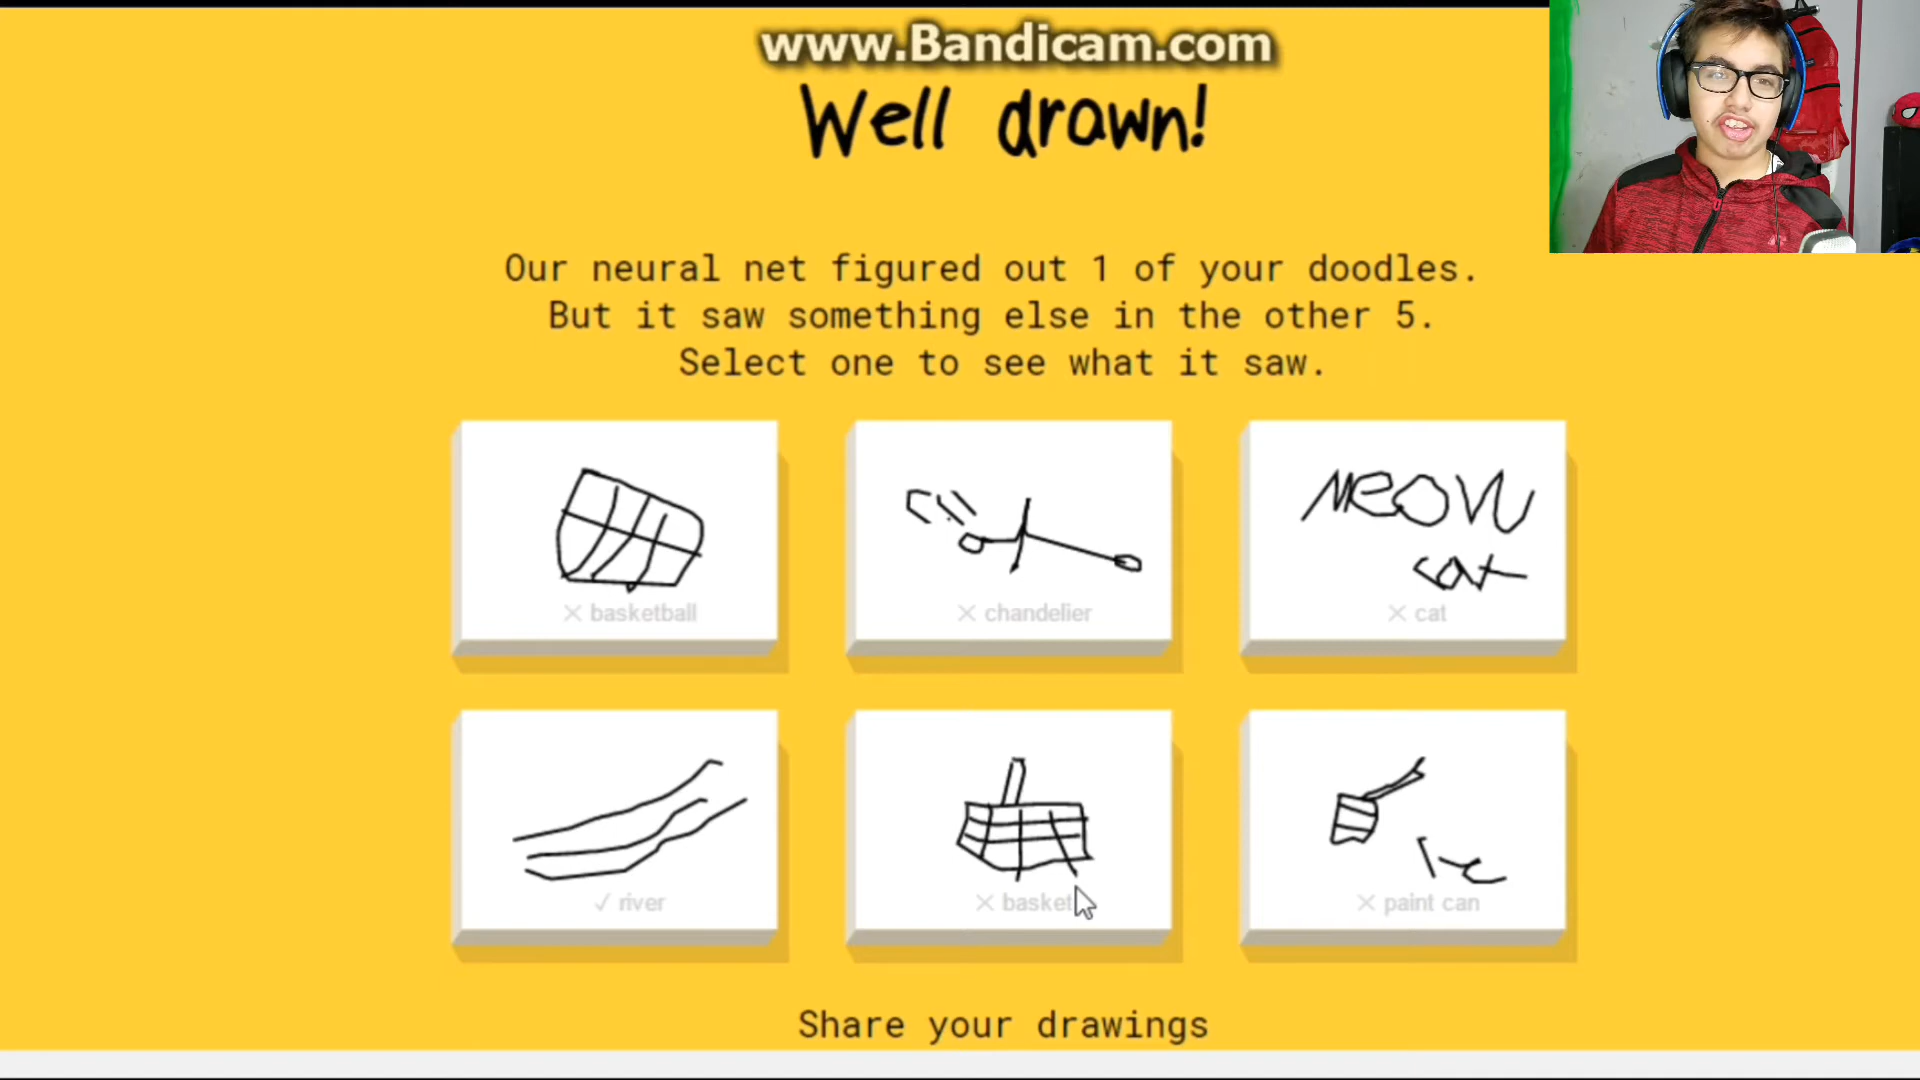 www.Bandicam.com
Well drawn!
Our neural net figured out 1 of your doodles.
But it saw something else in the other 5.
Select one to see what it saw.
MEOW
cat
× basketball
× chandelier
× cat
✓ river
× basket
× paint can
Share your drawings